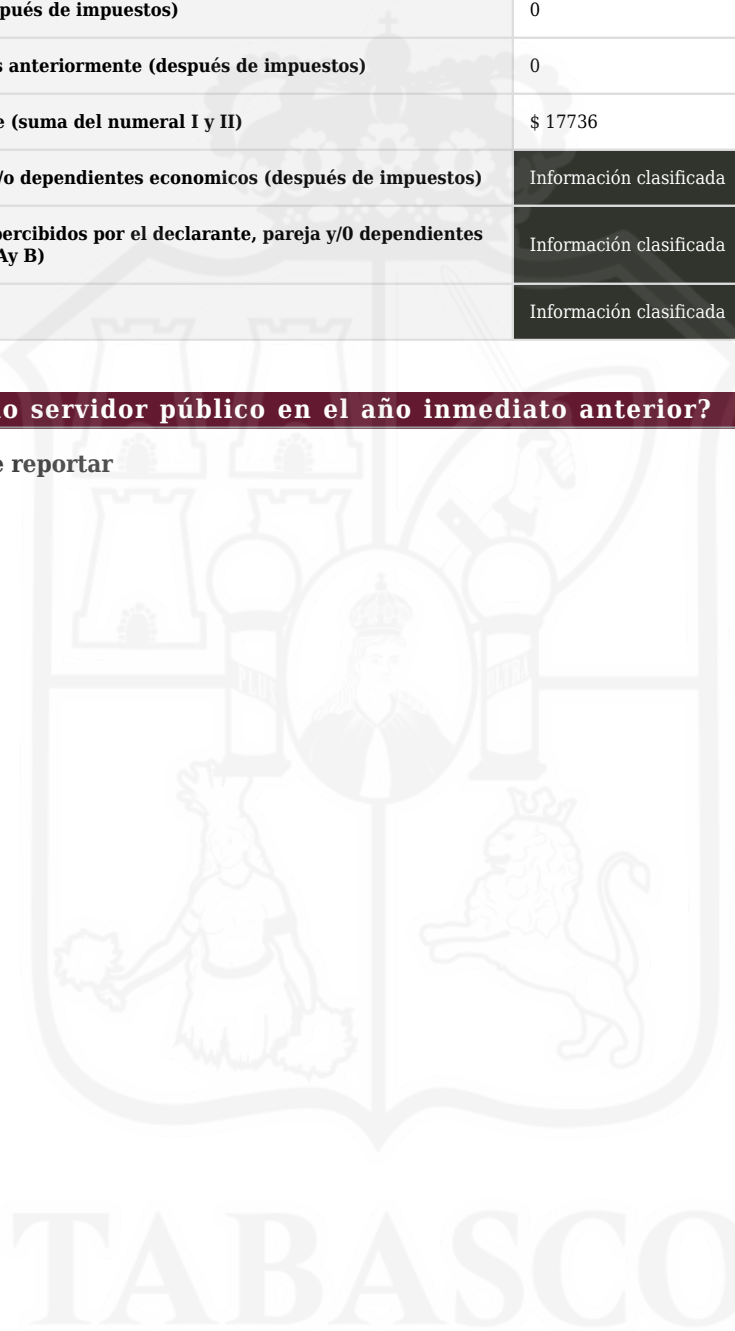 pués de impuestos)
0
s anteriormente (después de impuestos)
0
e (suma del numeral I y II)
$ 17736
/o dependientes economicos (después de impuestos)
Información clasificada
percibidos por el declarante, pareja y/0 dependientes
Ay B)
Información clasificada
Información clasificada
o servidor público en el año inmediato anterior?
e reportar
PLUS
ULTRA
TABASCO